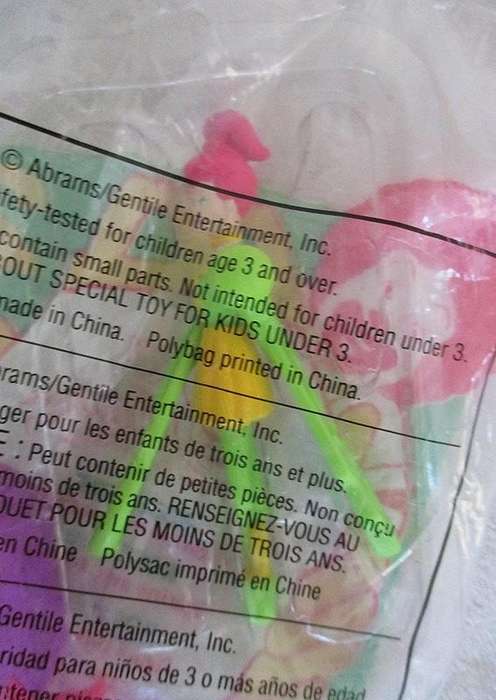 © Abrams/Gentile Entertainment, Inc.
fety-tested for children age 3 and over.
contain small parts. Not intended for children under 3.
BOUT SPECIAL TOY FOR KIDS UNDER 3.
made in China. Polybag printed in China.
rams/Gentile Entertainment, Inc.
ger pour les enfants de trois ans et plus.
E : Peut contenir de petites pièces. Non conçu
moins de trois ans. RENSEIGNEZ-VOUS AU
OUET POUR LES MOINS DE TROIS ANS.
en Chine Polysac imprimé en Chine
Gentile Entertainment, Inc.
ridad para niños de 3 o más años de edad